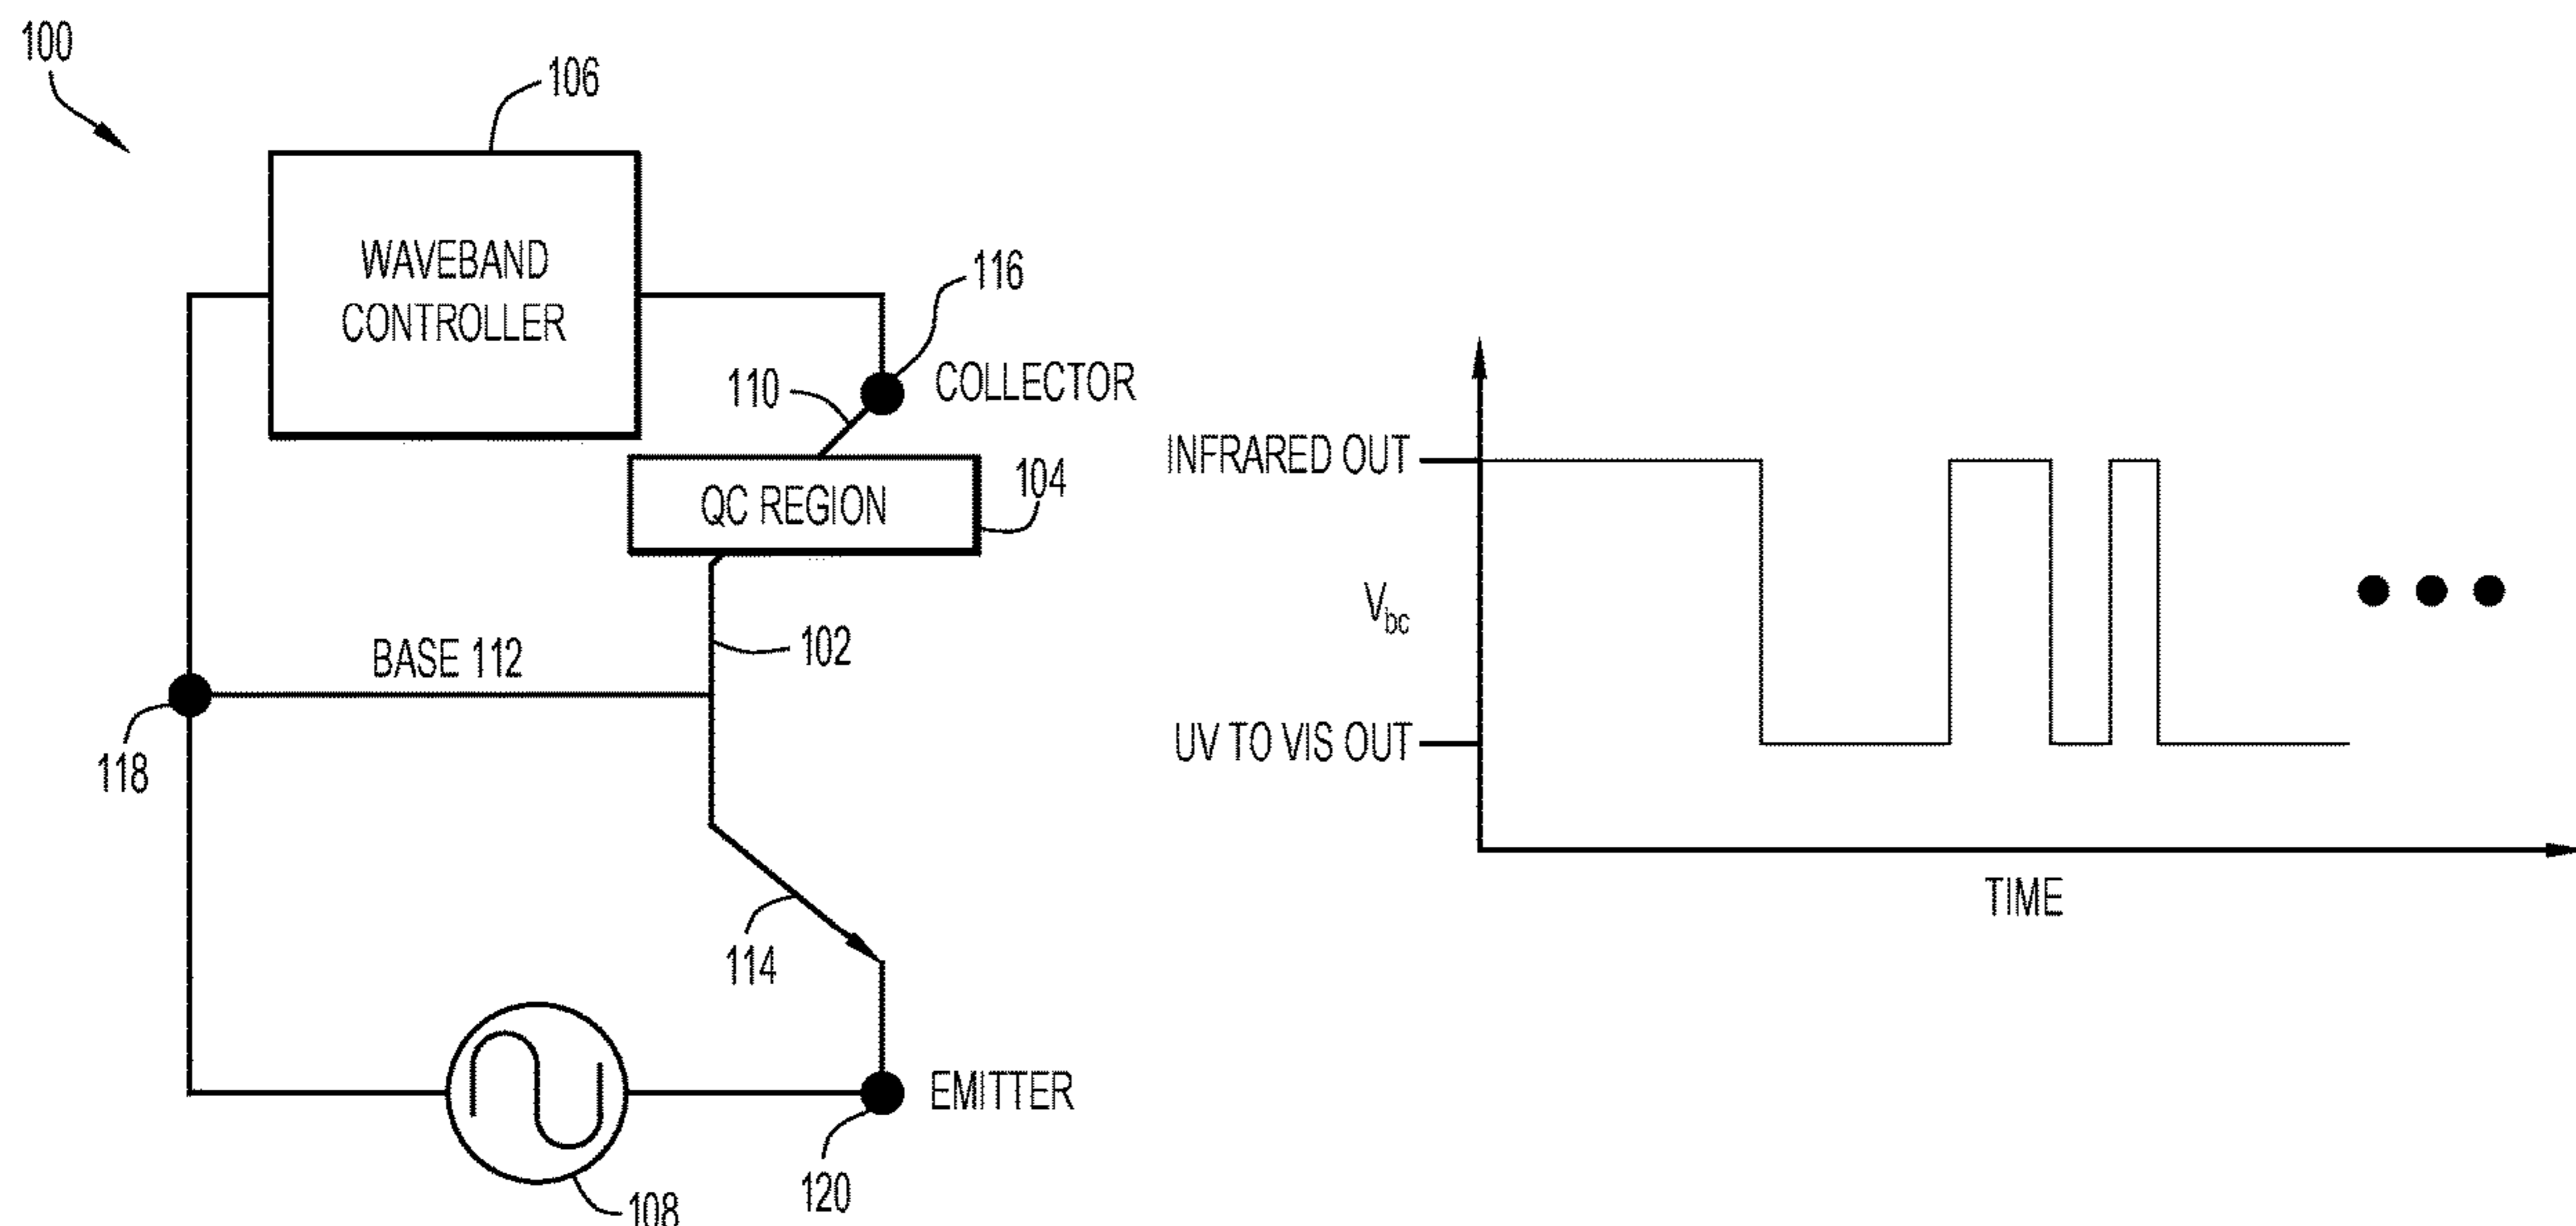 100
106
WAVEBAND
CONTROLLER
116
110
COLLECTOR
QC REGION
104
102
BASE 112
118
114
EMITTER
120
108
INFRARED OUT
Vbc
UV TO VIS OUT
TIME